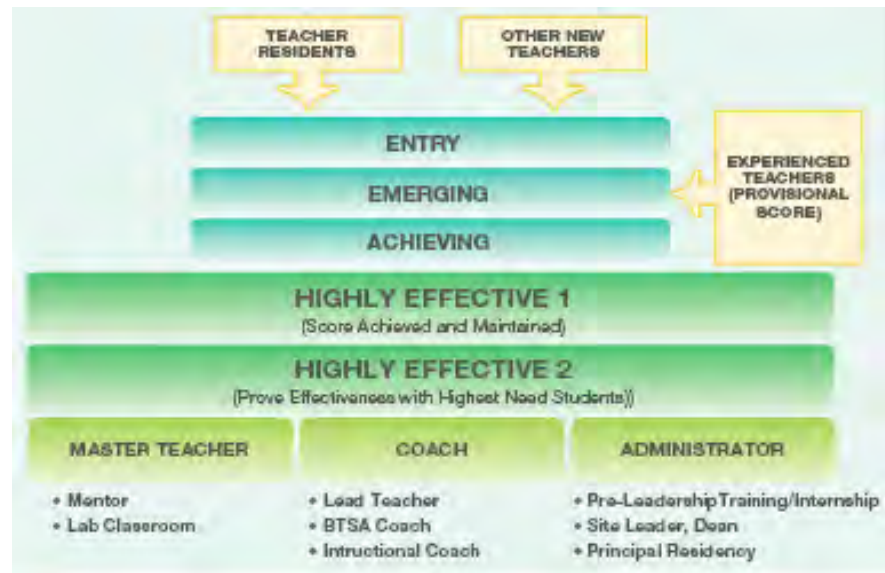 TEACHER
RESIDENTS
OTHER NEW
TEACHERS
ENTRY
EMERGING
ACHIEVING
EXPERIENCED
TEACHERS
(PROVISIONAL
SCORE)
HIGHLY EFFECTIVE 1
(Score Achieved and Maintained)
HIGHLY EFFECTIVE 2
(Prove Effectiveness with Highest Need Students))
MASTER TEACHER
• Mentor
• Lab Classroom
COACH
• Lead Teacher
• BTSA Coach
• Intructional Coach
ADMINISTRATOR
• Pre-Leadership Training/Internship
• Site Leader, Dean
• Principal Residency